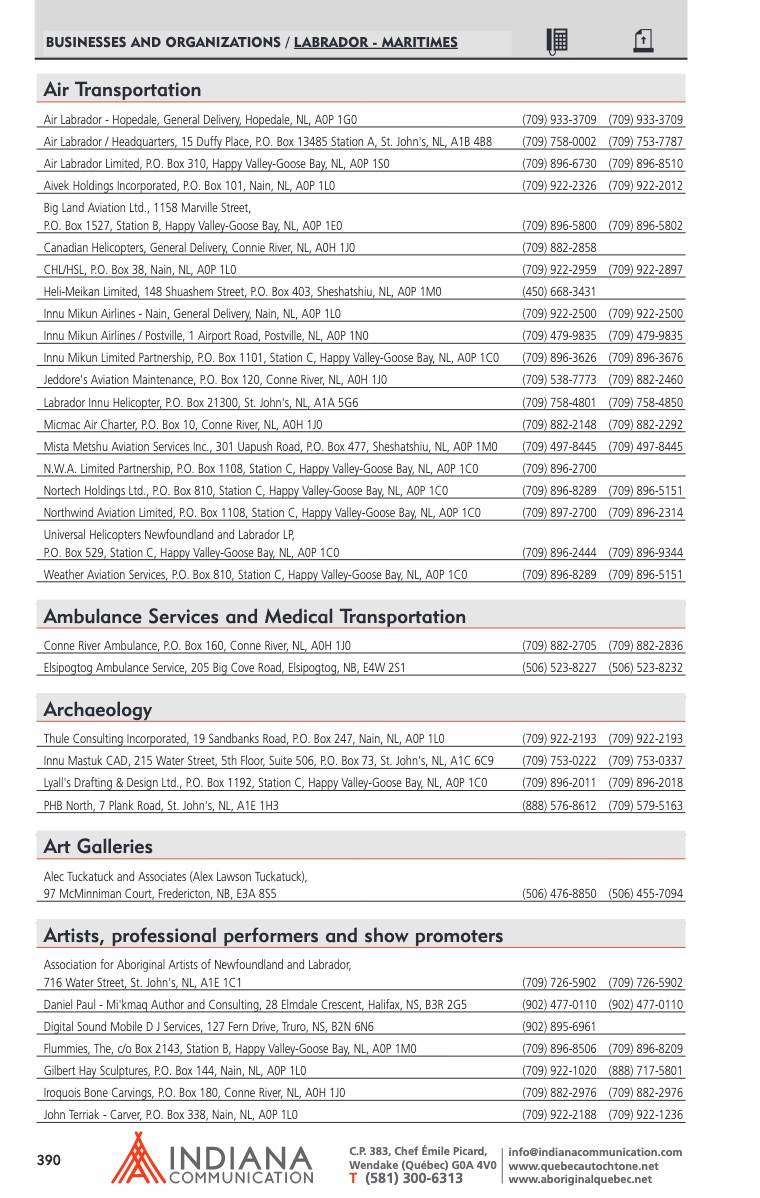 BUSINESSES AND ORGANIZATIONS / LABRADOR - MARITIMES
Air Transportation
Air Labrador - Hopedale, General Delivery, Hopedale, NL, A0P 1G0 (709) 933-3709 (709) 933-3709
Air Labrador / Headquarters, 15 Duffy Place, P.O. Box 13485 Station A, St. John's, NL, A1B 4B8 (709) 758-0002 (709) 753-7787
Air Labrador Limited, P.O. Box 310, Happy Valley-Goose Bay, NL, A0P 1S0 (709) 896-6730 (709) 896-8510
Aivek Holdings Incorporated, P.O. Box 101, Nain, NL, A0P 1L0 (709) 922-2326 (709) 922-2012
Big Land Aviation Ltd., 1158 Marville Street,
P.O. Box 1527, Station B, Happy Valley-Goose Bay, NL, A0P 1E0 (709) 896-5800 (709) 896-5802
Canadian Helicopters, General Delivery, Connie River, NL, A0H 1J0 (709) 882-2858
CHL/HSL, P.O. Box 38, Nain, NL, A0P 1L0 (709) 922-2959 (709) 922-2897
Heli-Meikan Limited, 148 Shuashem Street, P.O. Box 403, Sheshatshiu, NL, A0P 1M0 (450) 668-3431
Innu Mikun Airlines - Nain, General Delivery, Nain, NL, A0P 1L0 (709) 922-2500 (709) 922-2500
Innu Mikun Airlines / Postville, 1 Airport Road, Postville, NL, A0P 1N0 (709) 479-9835 (709) 479-9835
Innu Mikun Limited Partnership, P.O. Box 1101, Station C, Happy Valley-Goose Bay, NL, A0P 1C0 (709) 896-3626 (709) 896-3676
Jeddore's Aviation Maintenance, P.O. Box 120, Conne River, NL, A0H 1J0 (709) 538-7773 (709) 882-2460
Labrador Innu Helicopter, P.O. Box 21300, St. John's, NL, A1A 5G6 (709) 758-4801 (709) 758-4850
Micmac Air Charter, P.O. Box 10, Conne River, NL, A0H 1J0 (709) 882-2148 (709) 882-2292
Mista Metshu Aviation Services Inc., 301 Uapush Road, P.O. Box 477, Sheshatshiu, NL, A0P 1M0 (709) 497-8445 (709) 497-8445
N.W.A. Limited Partnership, P.O. Box 1108, Station C, Happy Valley-Goose Bay, NL, A0P 1C0 (709) 896-2700
Nortech Holdings Ltd., P.O. Box 810, Station C, Happy Valley-Goose Bay, NL, A0P 1C0 (709) 896-8289 (709) 896-5151
Northwind Aviation Limited, P.O. Box 1108, Station C, Happy Valley-Goose Bay, NL, A0P 1C0 (709) 897-2700 (709) 896-2314
Universal Helicopters Newfoundland and Labrador LP,
P.O. Box 529, Station C, Happy Valley-Goose Bay, NL, A0P 1C0 (709) 896-2444 (709) 896-9344
Weather Aviation Services, P.O. Box 810, Station C, Happy Valley-Goose Bay, NL, A0P 1C0 (709) 896-8289 (709) 896-5151
Ambulance Services and Medical Transportation
Conne River Ambulance, P.O. Box 160, Conne River, NL, A0H 1J0 (709) 882-2705 (709) 882-2836
Elsipogtog Ambulance Service, 205 Big Cove Road, Elsipogtog, NB, E4W 2S1 (506) 523-8227 (506) 523-8232
Archaeology
Thule Consulting Incorporated, 19 Sandbanks Road, P.O. Box 247, Nain, NL, A0P 1L0 (709) 922-2193 (709) 922-2193
Innu Mastuk CAD, 215 Water Street, 5th Floor, Suite 506, P.O. Box 73, St. John's, NL, A1C 6C9 (709) 753-0222 (709) 753-0337
Lyall's Drafting & Design Ltd., P.O. Box 1192, Station C, Happy Valley-Goose Bay, NL, A0P 1C0 (709) 896-2011 (709) 896-2018
PHB North, 7 Plank Road, St. John's, NL, A1E 1H3 (888) 576-8612 (709) 579-5163
Art Galleries
Alec Tuckatuck and Associates (Alex Lawson Tuckatuck),
97 McMinniman Court, Fredericton, NB, E3A 8S5 (506) 476-8850 (506) 455-7094
Artists, professional performers and show promoters
Association for Aboriginal Artists of Newfoundland and Labrador,
716 Water Street, St. John's, NL, A1E 1C1 (709) 726-5902 (709) 726-5902
Daniel Paul - Mi'kmaq Author and Consulting, 28 Elmdale Crescent, Halifax, NS, B3R 2G5 (902) 477-0110 (902) 477-0110
Digital Sound Mobile D J Services, 127 Fern Drive, Truro, NS, B2N 6N6 (902) 895-6961
Flummies, The, c/o Box 2143, Station B, Happy Valley-Goose Bay, NL, A0P 1M0 (709) 896-8506 (709) 896-8209
Gilbert Hay Sculptures, P.O. Box 144, Nain, NL, A0P 1L0 (709) 922-1020 (888) 717-5801
Iroquois Bone Carvings, P.O. Box 180, Conne River, NL, A0H 1J0 (709) 882-2976 (709) 882-2976
John Terriak - Carver, P.O. Box 338, Nain, NL, A0P 1L0 (709) 922-2188 (709) 922-1236
390
INDIANA
COMMUNICATION
C.P. 383, Chef Émile Picard,
Wendake (Québec) G0A 4V0
T (581) 300-6313
info@indianacommunication.com
www.quebecautochtone.net
www.aboriginalquebec.net